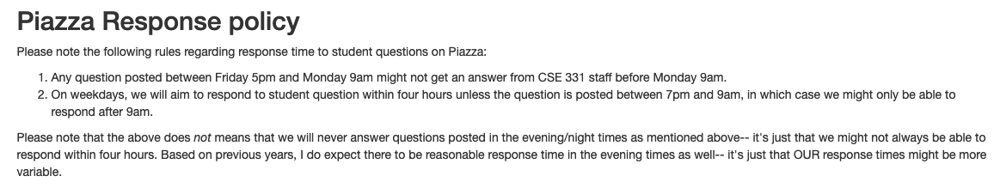 Piazza Response policy
Please note the following rules regarding response time to student questions on Piazza:
1. Any question posted between Friday 5pm and Monday 9am might not get an answer from CSE 331 staff before Monday 9am.
2. On weekdays, we will aim to respond to student question within four hours unless the question is posted between 7pm and 9am, in which case we might only be able to
respond after 9am.
Please note that the above does not means that we will never answer questions posted in the evening/night times as mentioned above-- it's just that we might not always be able to
respond within four hours. Based on previous years, I do expect there to be reasonable response time in the evening times as well-- it's just that OUR response times might be more
variable.